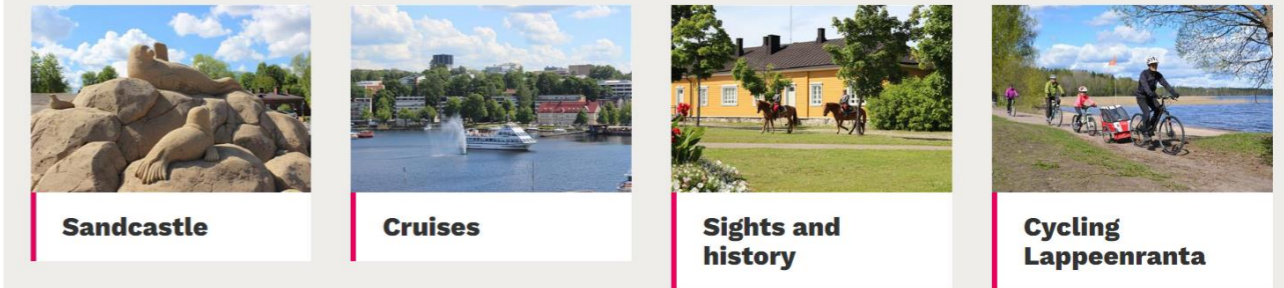 Sandcastle
Cruises
Sights and
history
Cycling
Lappeenranta